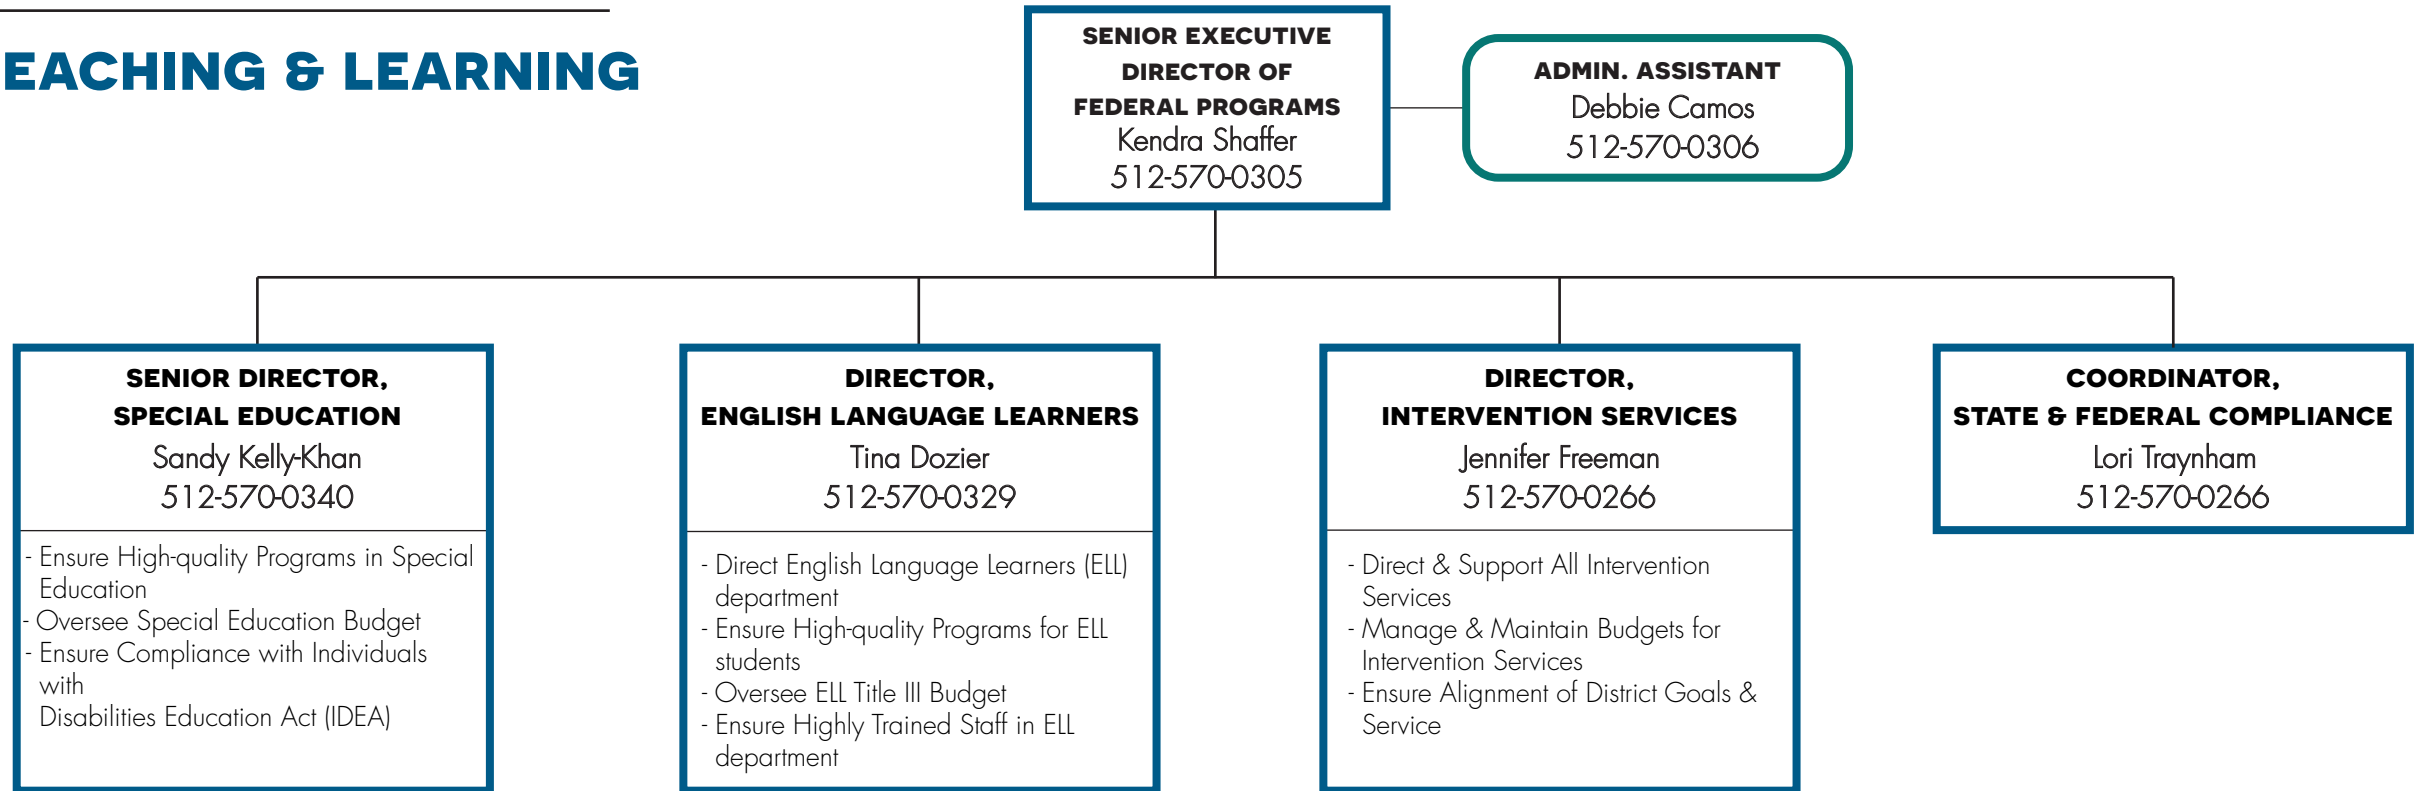 EACHING & LEARNING
SENIOR EXECUTIVE
DIRECTOR OF
FEDERAL PROGRAMS
Kendra Shaffer
512-570-0305
ADMIN. ASSISTANT
Debbie Camos
512-570-0306
SENIOR DIRECTOR,
SPECIAL EDUCATION
Sandy Kelly-Khan
512-570-0340
- Ensure High-quality Programs in Special
Education
- Oversee Special Education Budget
- Ensure Compliance with Individuals
with
Disabilities Education Act (IDEA)
DIRECTOR,
ENGLISH LANGUAGE LEARNERS
Tina Dozier
512-570-0329
- Direct English Language Learners (ELL)
department
- Ensure High-quality Programs for ELL
students
- Oversee ELL Title III Budget
- Ensure Highly Trained Staff in ELL
department
DIRECTOR,
INTERVENTION SERVICES
Jennifer Freeman
512-570-0266
- Direct & Support All Intervention
Services
- Manage & Maintain Budgets for
Intervention Services
- Ensure Alignment of District Goals &
Service
COORDINATOR,
STATE & FEDERAL COMPLIANCE
Lori Traynham
512-570-0266